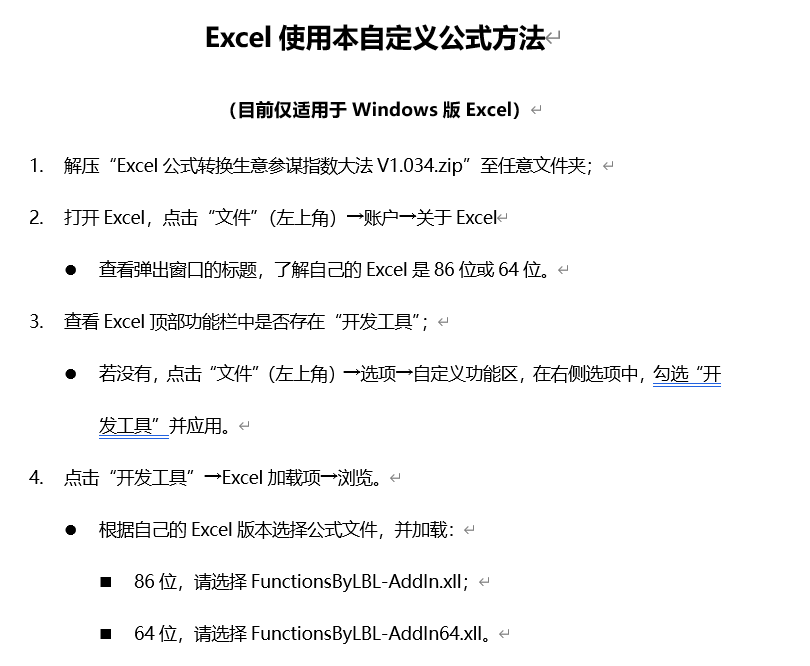 Excel 使用本自定义公式方法
（目前仅适用于 Windows 版 Excel）
1. 解压“Excel 公式转换生意参谋指数大法 V1.034.zip”至任意文件夹；
2. 打开 Excel，点击“文件”（左上角）→账户→关于 Excel
● 查看弹出窗口的标题，了解自己的 Excel 是 86 位或 64 位。
3. 查看 Excel 顶部功能栏中是否存在“开发工具”；
● 若没有，点击“文件”（左上角）→选项→自定义功能区，在右侧选项中，勾选“开
发工具”并应用。
4. 点击“开发工具”→Excel 加载项→浏览。
● 根据自己的 Excel 版本选择公式文件，并加载：
■ 86 位，请选择 FunctionsByLBL-AddIn.xll；
■ 64 位，请选择 FunctionsByLBL-AddIn64.xll。